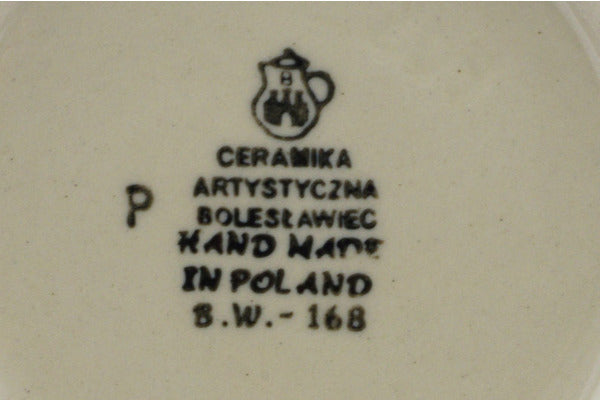 B
CERAMIKA
ARTYSTYCZNA
P
BOLESŁAWIEC
HAND MADE
IN POLAND
B.W.-168